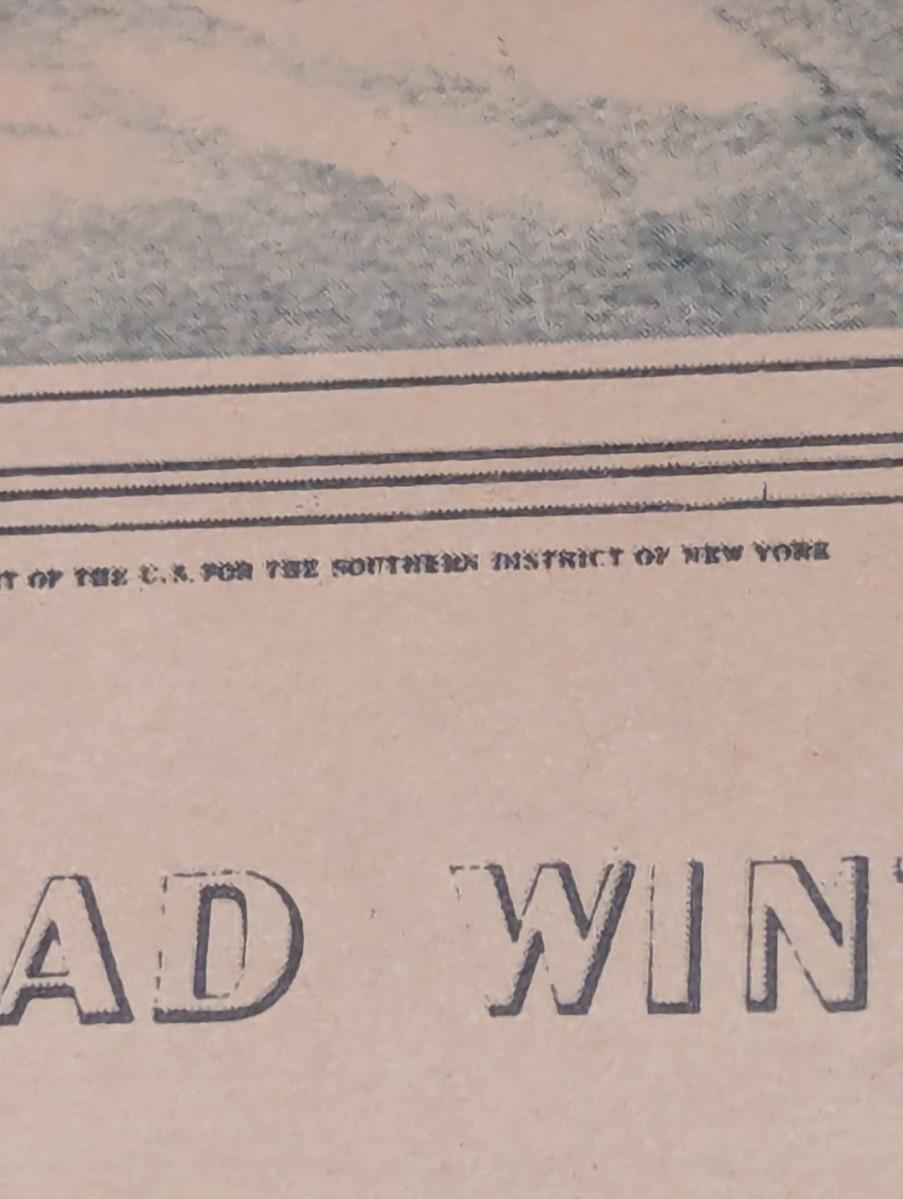 T OF THE U.S. FOR THE SOUTHERN DISTRICT OF NEW YORK
AD WIN